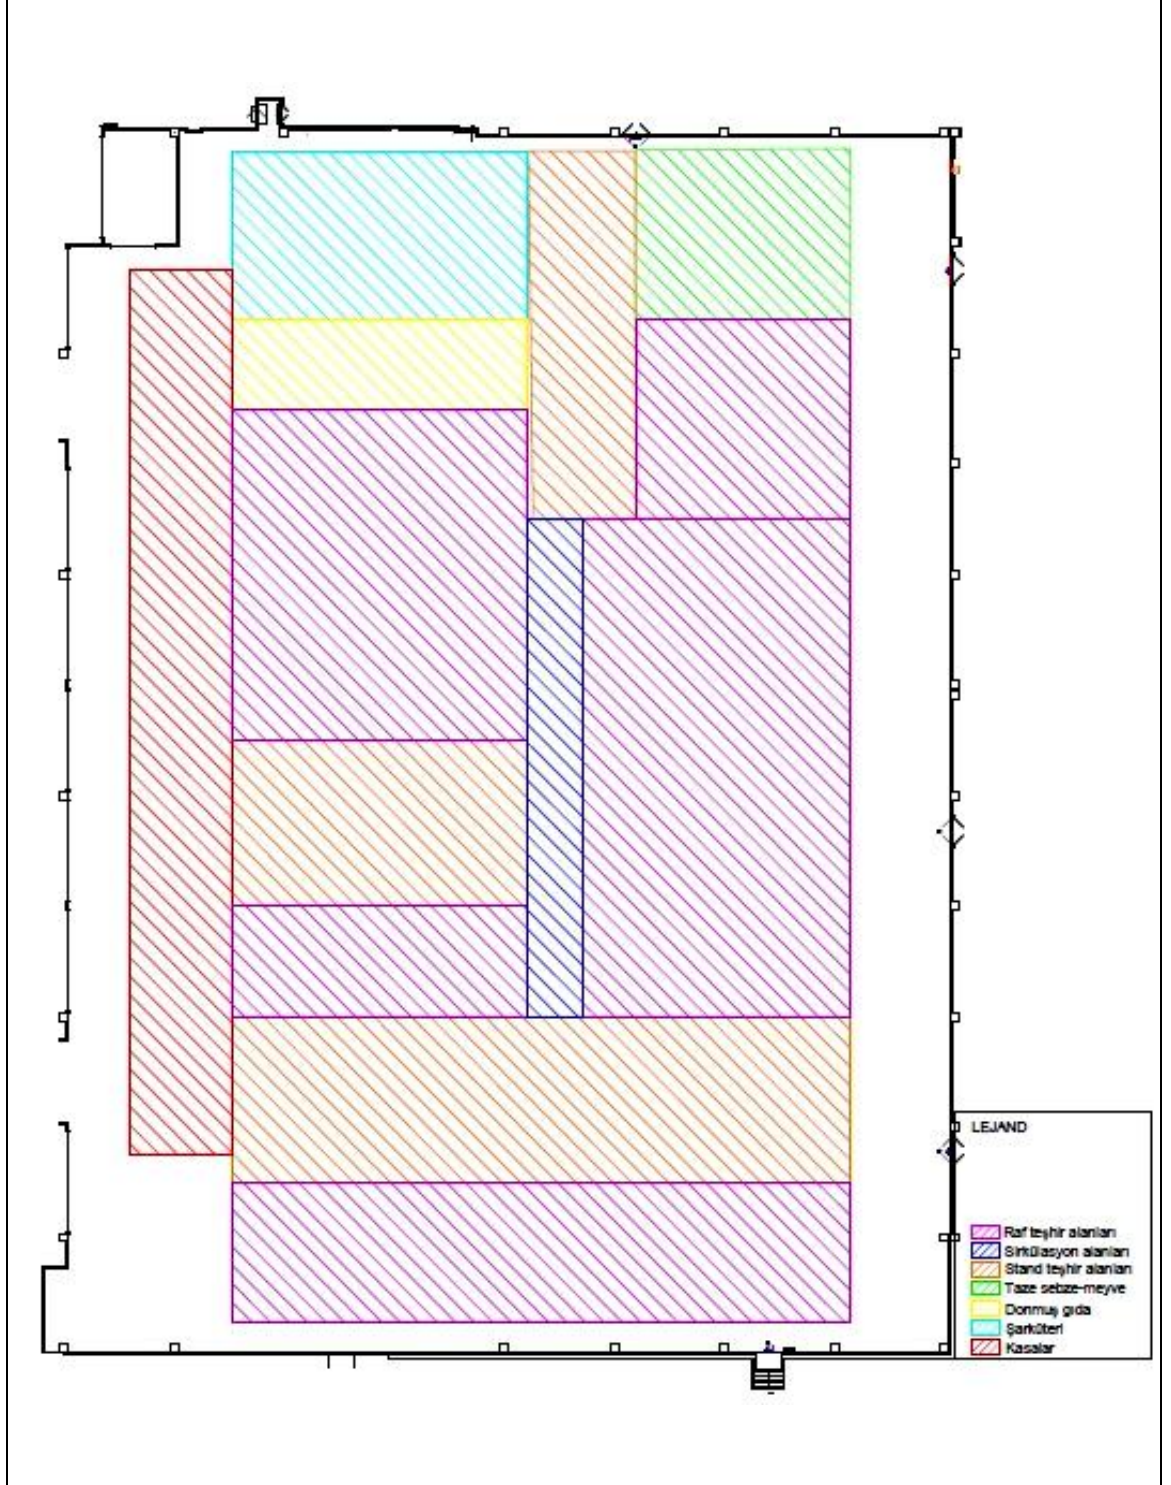 LEJAND
Raf teşhir alanları
Sirkülasyon alanları
Stand teşhir alanları
Taze sebze-meyve
Donmuş gıda
Şarküteri
Kasalar